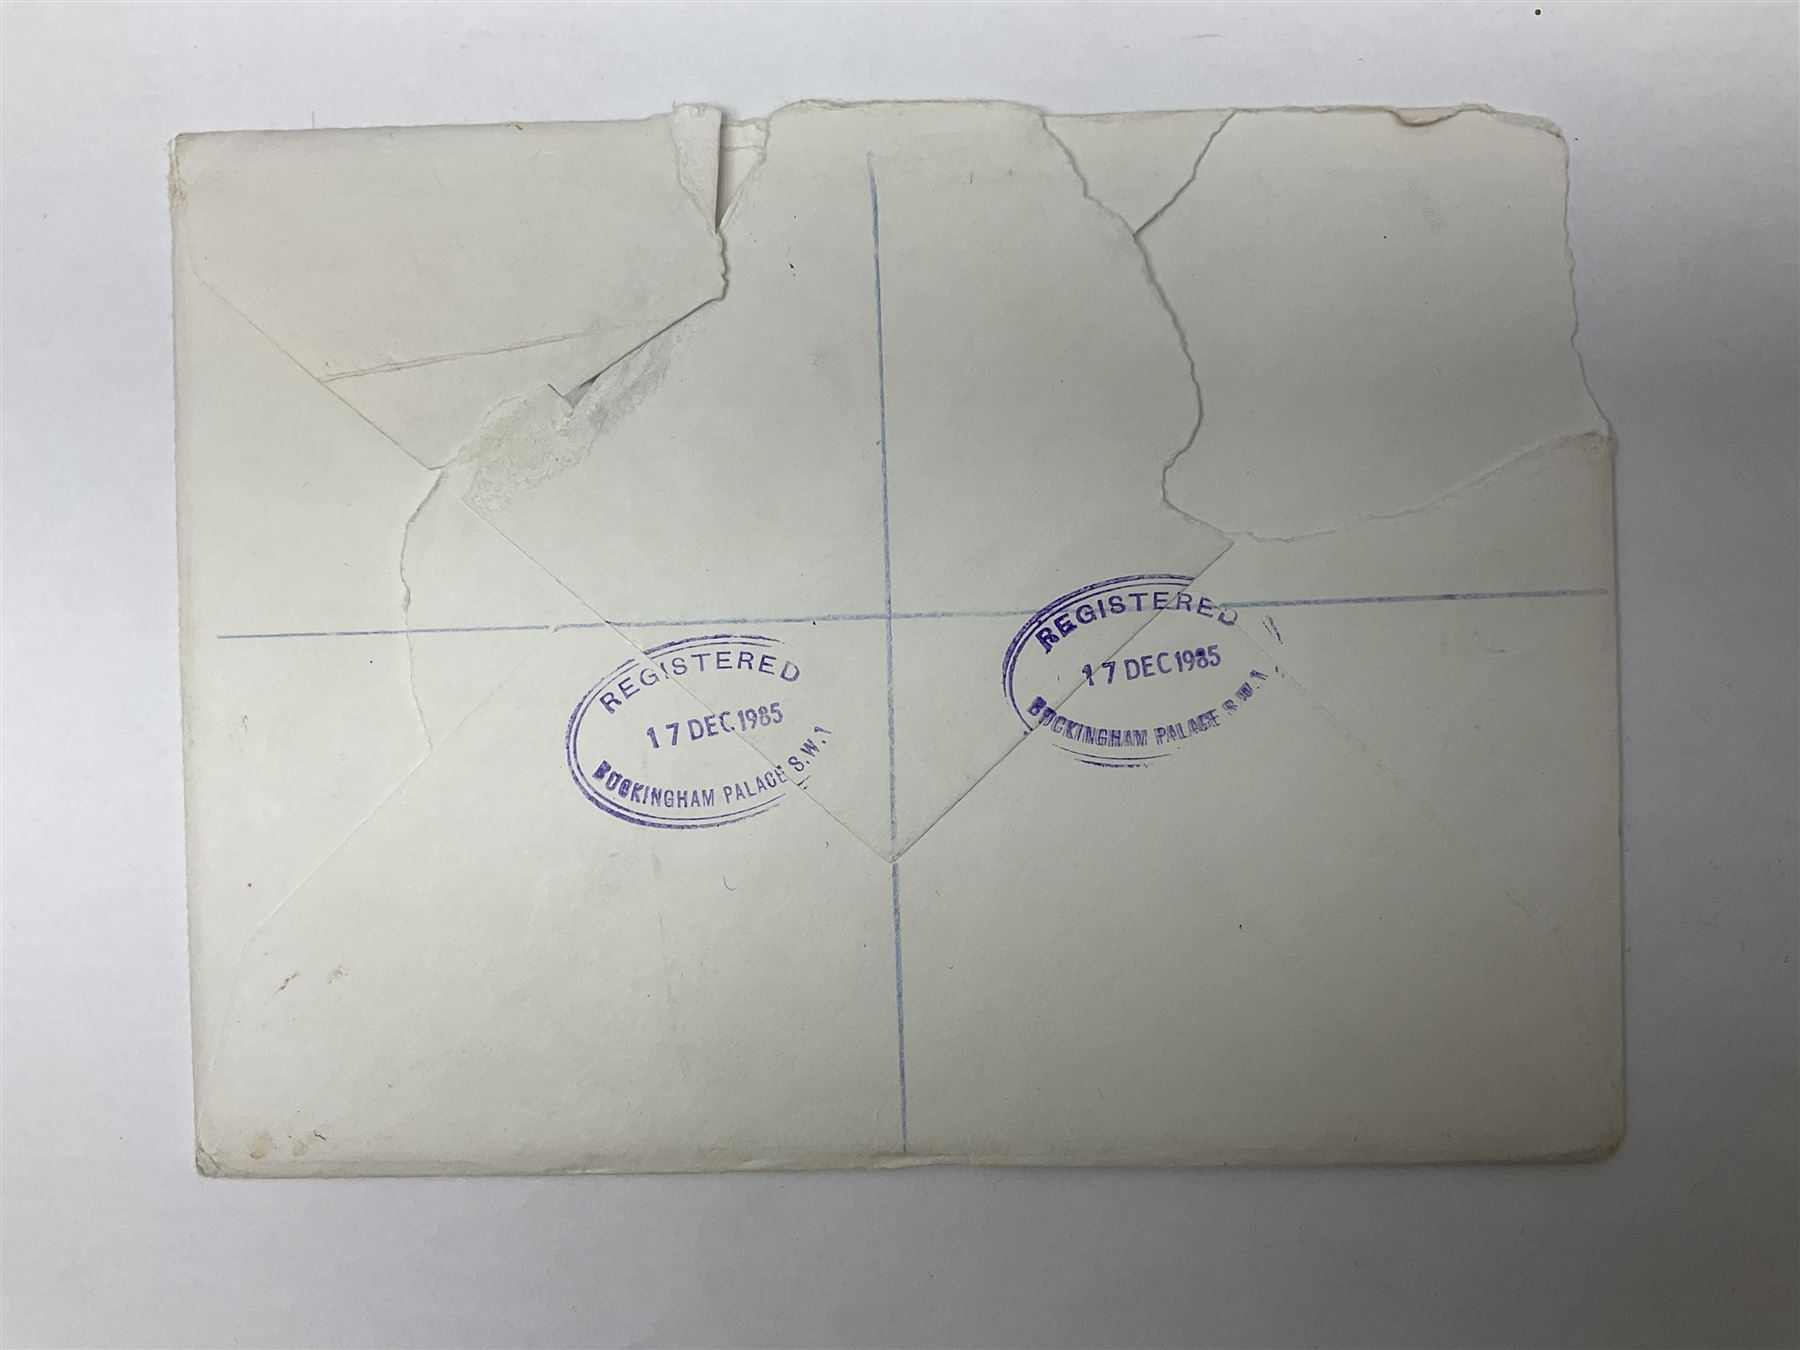 REGISTERED
17 DEC 1985
BUCKINGHAM PALACE S.W.1
REGISTERED
17 DEC 1985
BUCKINGHAM PALACE S.W.1